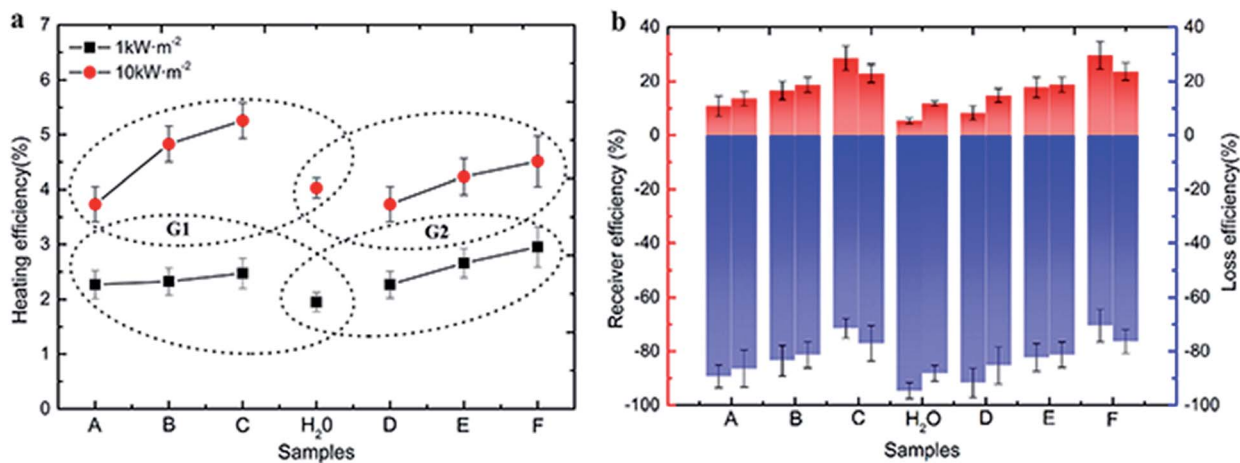 a
7
6
5
4
3
2
1
0
Heating efficiency(%)
1kW·m⁻²
10kW·m⁻²
G1
G2
A B C H₂0 D E F
Samples
b
40
20
0
-20
-40
-60
-80
-100
Receiver efficiency (%)
40
20
0
-20
-40
-60
-80
-100
Loss efficiency(%)
A B C H₂O D E F
Samples